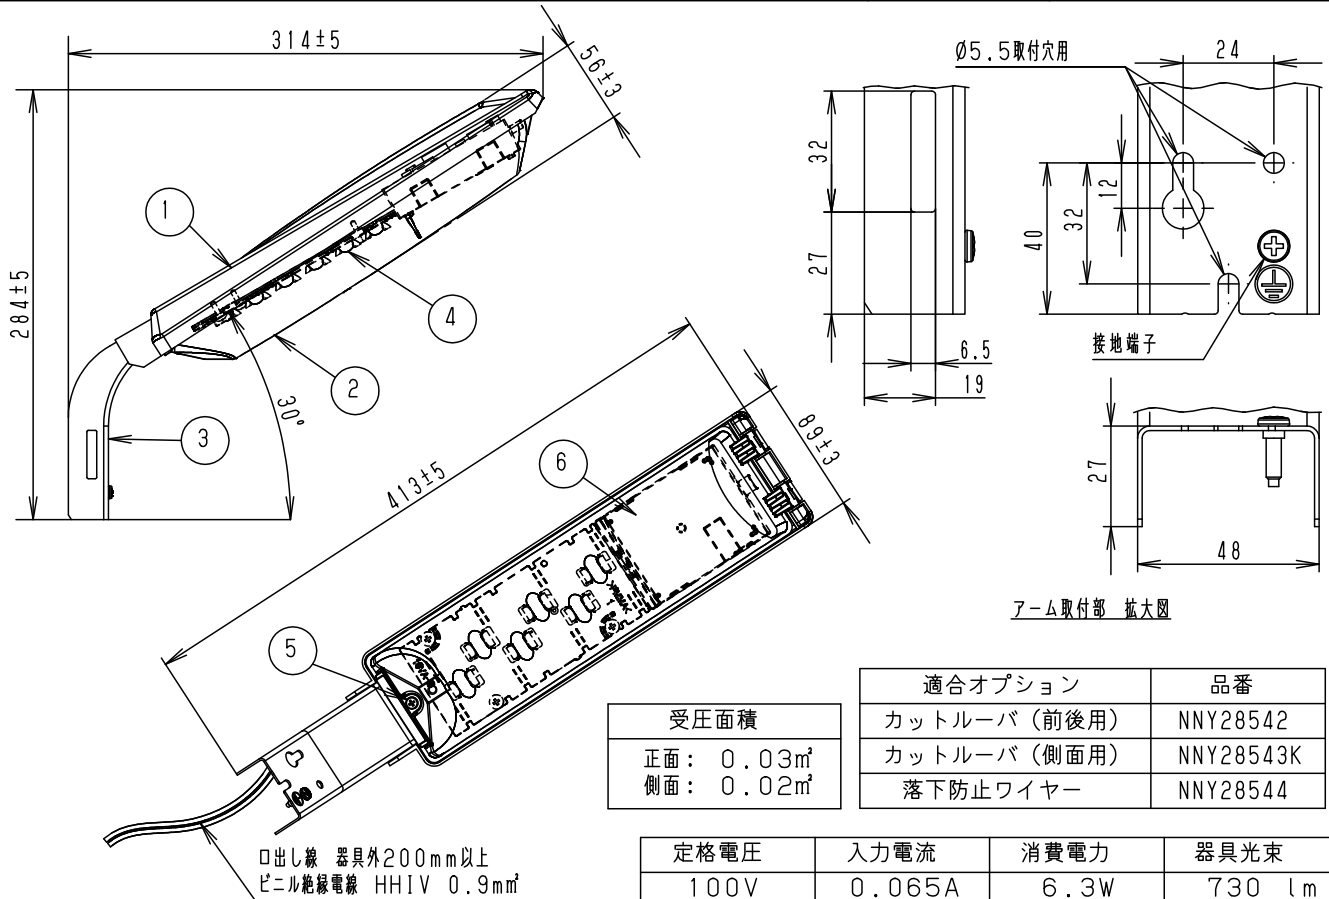 314±5
56±3
284±5
30°
1
2
3
4
Ø5.5取付穴用
24
32
27
6.5
19
40
32
12
接地端子
27
48
アーム取付部 拡大図
413±5
89±3
5
6
口出し線 器具外200mm以上
ビニル絶縁電線 HHIV 0.9m㎡
受圧面積
正面: 0.03㎡
側面: 0.02㎡
適合オプション 品番
カットルーバ(前後用) NNY28542
カットルーバ(側面用) NNY28543K
落下防止ワイヤー NNY28544
定格電圧 入力電流 消費電力 器具光束
100V 0.065A 6.3W 730 lm